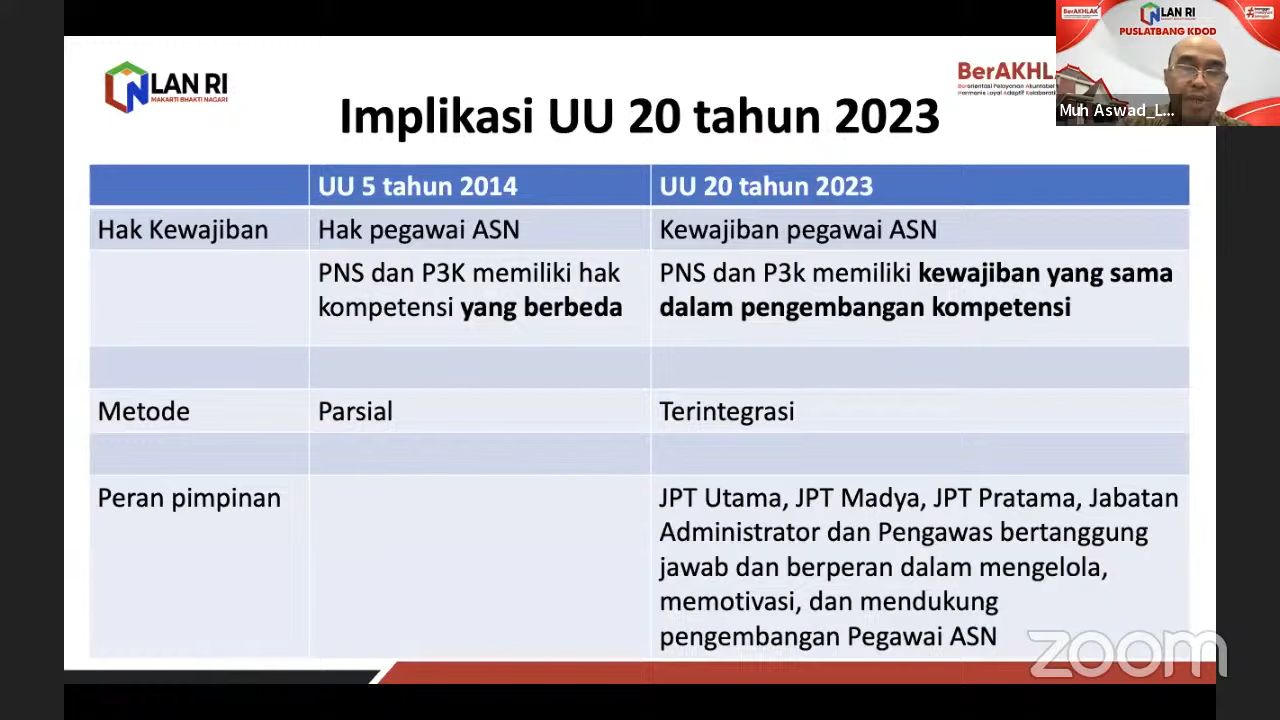 LAN RI
MAKARTI BHAKTI NAGARI
BerAKHLA
Implikasi UU 20 tahun 2023
BerAKHLAK
LAN RI
PUSLATBANG KDOD
Muh Aswad_L...
UU 5 tahun 2014
UU 20 tahun 2023
Hak Kewajiban
Hak pegawai ASN
Kewajiban pegawai ASN
PNS dan P3K memiliki hak
kompetensi yang berbeda
PNS dan P3k memiliki kewajiban yang sama
dalam pengembangan kompetensi
Metode
Parsial
Terintegrasi
Peran pimpinan
JPT Utama, JPT Madya, JPT Pratama, Jabatan
Administrator dan Pengawas bertanggung
jawab dan berperan dalam mengelola,
memotivasi, dan mendukung
pengembangan Pegawai ASN
zoom